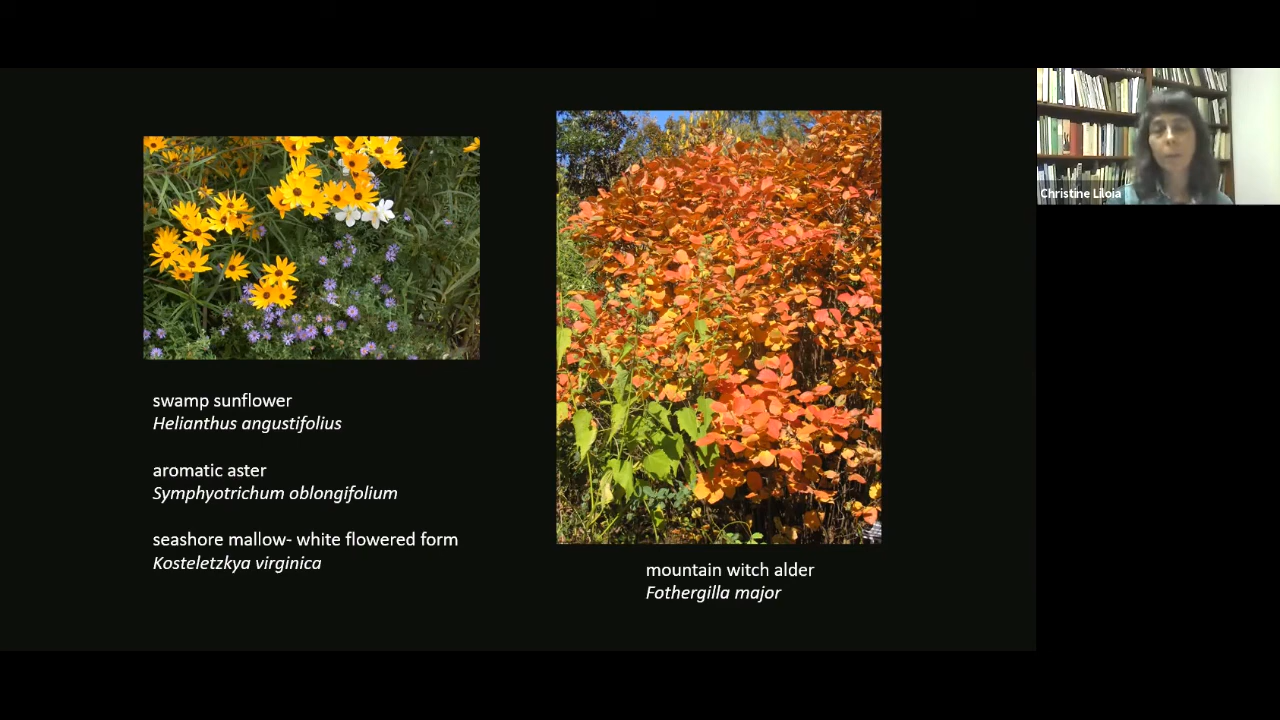 Christine Liloia
swamp sunflower
Helianthus angustifolius
aromatic aster
Symphyotrichum oblongifolium
seashore mallow- white flowered form
Kosteletzkya virginica
mountain witch alder
Fothergilla major